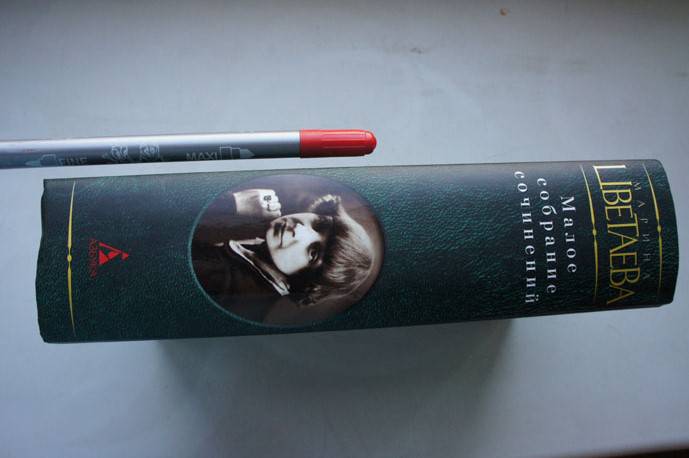 FINE MAXI
МАРИНА
ЦВЕТАЕВА
Малое
собрание
сочинений
АЗБУКА